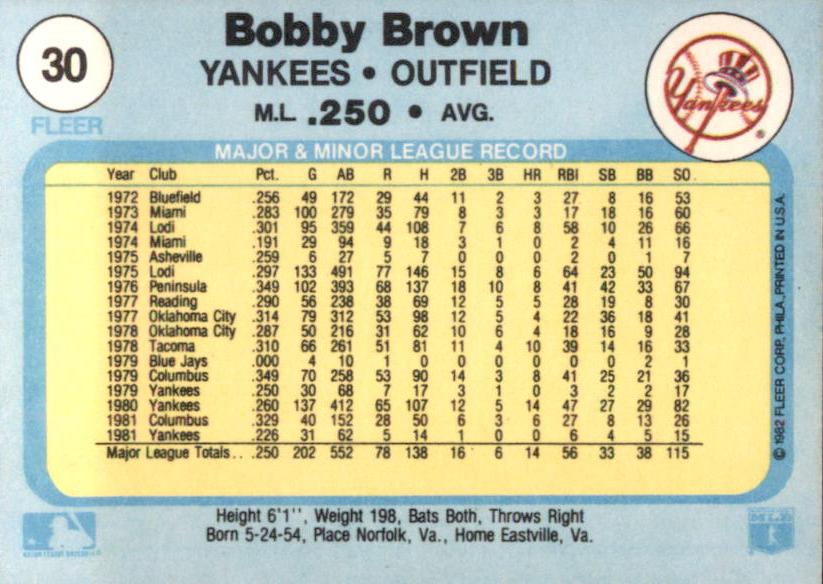 30
Bobby Brown
YANKEES • OUTFIELD
M.L. .250 • AVG.
FLEER
Yankees
®
MAJOR & MINOR LEAGUE RECORD
Year Club Pct. G AB R H 2B 3B HR RBI SB BB SO
1972 Bluefield .256 49 172 29 44 11 2 3 27 8 16 53
1973 Miami .283 100 279 35 79 8 3 3 17 18 16 60
1974 Lodi .301 95 359 44 108 7 6 8 58 10 26 66
1974 Miami .191 29 94 9 18 3 1 0 2 4 11 16
1975 Asheville .259 6 27 5 7 0 0 0 2 0 1 7
1975 Lodi .297 133 491 77 146 15 8 6 64 23 50 94
1976 Peninsula .349 102 393 68 137 18 10 8 41 42 33 67
1977 Reading .290 56 238 38 69 12 5 5 28 19 8 30
1977 Oklahoma City .314 79 312 53 98 12 5 4 22 36 18 41
1978 Oklahoma City .287 50 216 31 62 10 6 4 18 16 9 28
1978 Tacoma .310 66 261 51 81 11 4 10 39 14 16 33
1979 Blue Jays .000 4 10 1 0 0 0 0 0 0 2 1
1979 Columbus .349 70 258 53 90 14 3 8 41 25 21 36
1979 Yankees .250 30 68 7 17 3 1 0 3 2 2 17
1980 Yankees .260 137 412 65 107 12 5 14 47 27 29 82
1981 Columbus .329 40 152 28 50 6 3 6 27 8 13 26
1981 Yankees .226 31 62 5 14 1 0 0 6 4 5 15
Major League Totals . . .250 202 552 78 138 16 6 14 56 33 38 115
© 1982 FLEER CORP., PHILA., PRINTED IN U.S.A.
Height 6'1'', Weight 198, Bats Both, Throws Right
Born 5-24-54, Place Norfolk, Va., Home Eastville, Va.